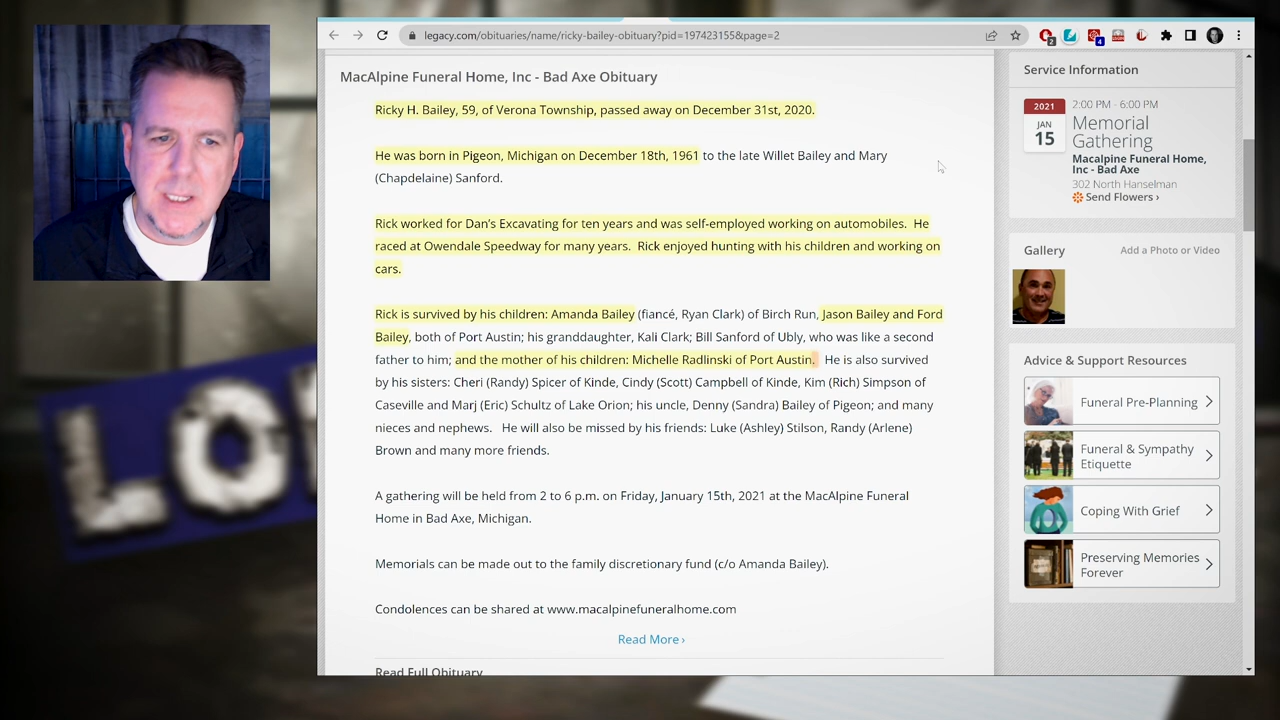 legacy.com/obituaries/name/ricky-bailey-obituary?pid=197423155&page=2
2
4
MacAlpine Funeral Home, Inc - Bad Axe Obituary
Ricky H. Bailey, 59, of Verona Township, passed away on December 31st, 2020.
He was born in Pigeon, Michigan on December 18th, 1961 to the late Willet Bailey and Mary
(Chapdelaine) Sanford.
Rick worked for Dan's Excavating for ten years and was self-employed working on automobiles. He
raced at Owendale Speedway for many years. Rick enjoyed hunting with his children and working on
cars.
Rick is survived by his children: Amanda Bailey (fiancé, Ryan Clark) of Birch Run, Jason Bailey and Ford
Bailey, both of Port Austin; his granddaughter, Kali Clark; Bill Sanford of Ubly, who was like a second
father to him; and the mother of his children: Michelle Radlinski of Port Austin. He is also survived
by his sisters: Cheri (Randy) Spicer of Kinde, Cindy (Scott) Campbell of Kinde, Kim (Rich) Simpson of
Caseville and Marj (Eric) Schultz of Lake Orion; his uncle, Denny (Sandra) Bailey of Pigeon; and many
nieces and nephews. He will also be missed by his friends: Luke (Ashley) Stilson, Randy (Arlene)
Brown and many more friends.
A gathering will be held from 2 to 6 p.m. on Friday, January 15th, 2021 at the MacAlpine Funeral
Home in Bad Axe, Michigan.
Memorials can be made out to the family discretionary fund (c/o Amanda Bailey).
Condolences can be shared at www.macalpinefuneralhome.com
Read More ›
Read Full Obituary
Service Information
2021
JAN
15
2:00 PM - 6:00 PM
Memorial
Gathering
Macalpine Funeral Home,
Inc - Bad Axe
302 North Hanselman
Send Flowers ›
Gallery
Add a Photo or Video
Advice & Support Resources
Funeral Pre-Planning
Funeral & Sympathy
Etiquette
Coping With Grief
Preserving Memories
Forever
LO